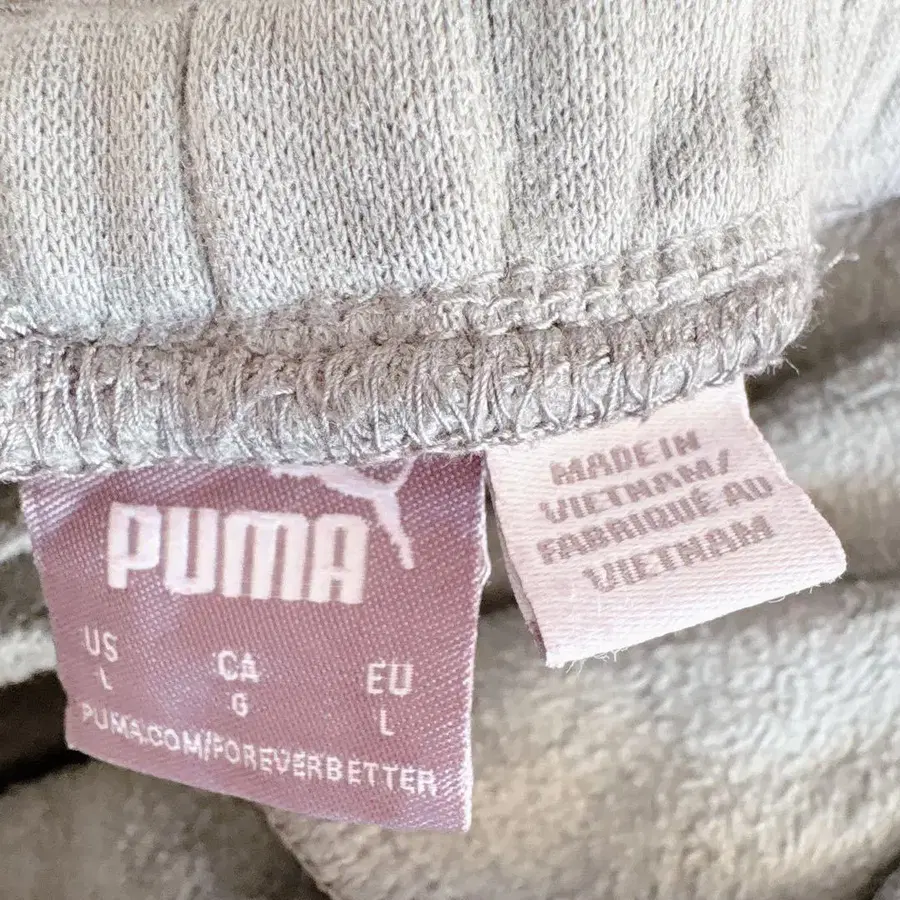 PUMA
US CA EU
L G L
PUMA.COM/FOREVERBETTER
MADE IN
VIETNAM/
FABRIQUÉ AU
VIETNAM